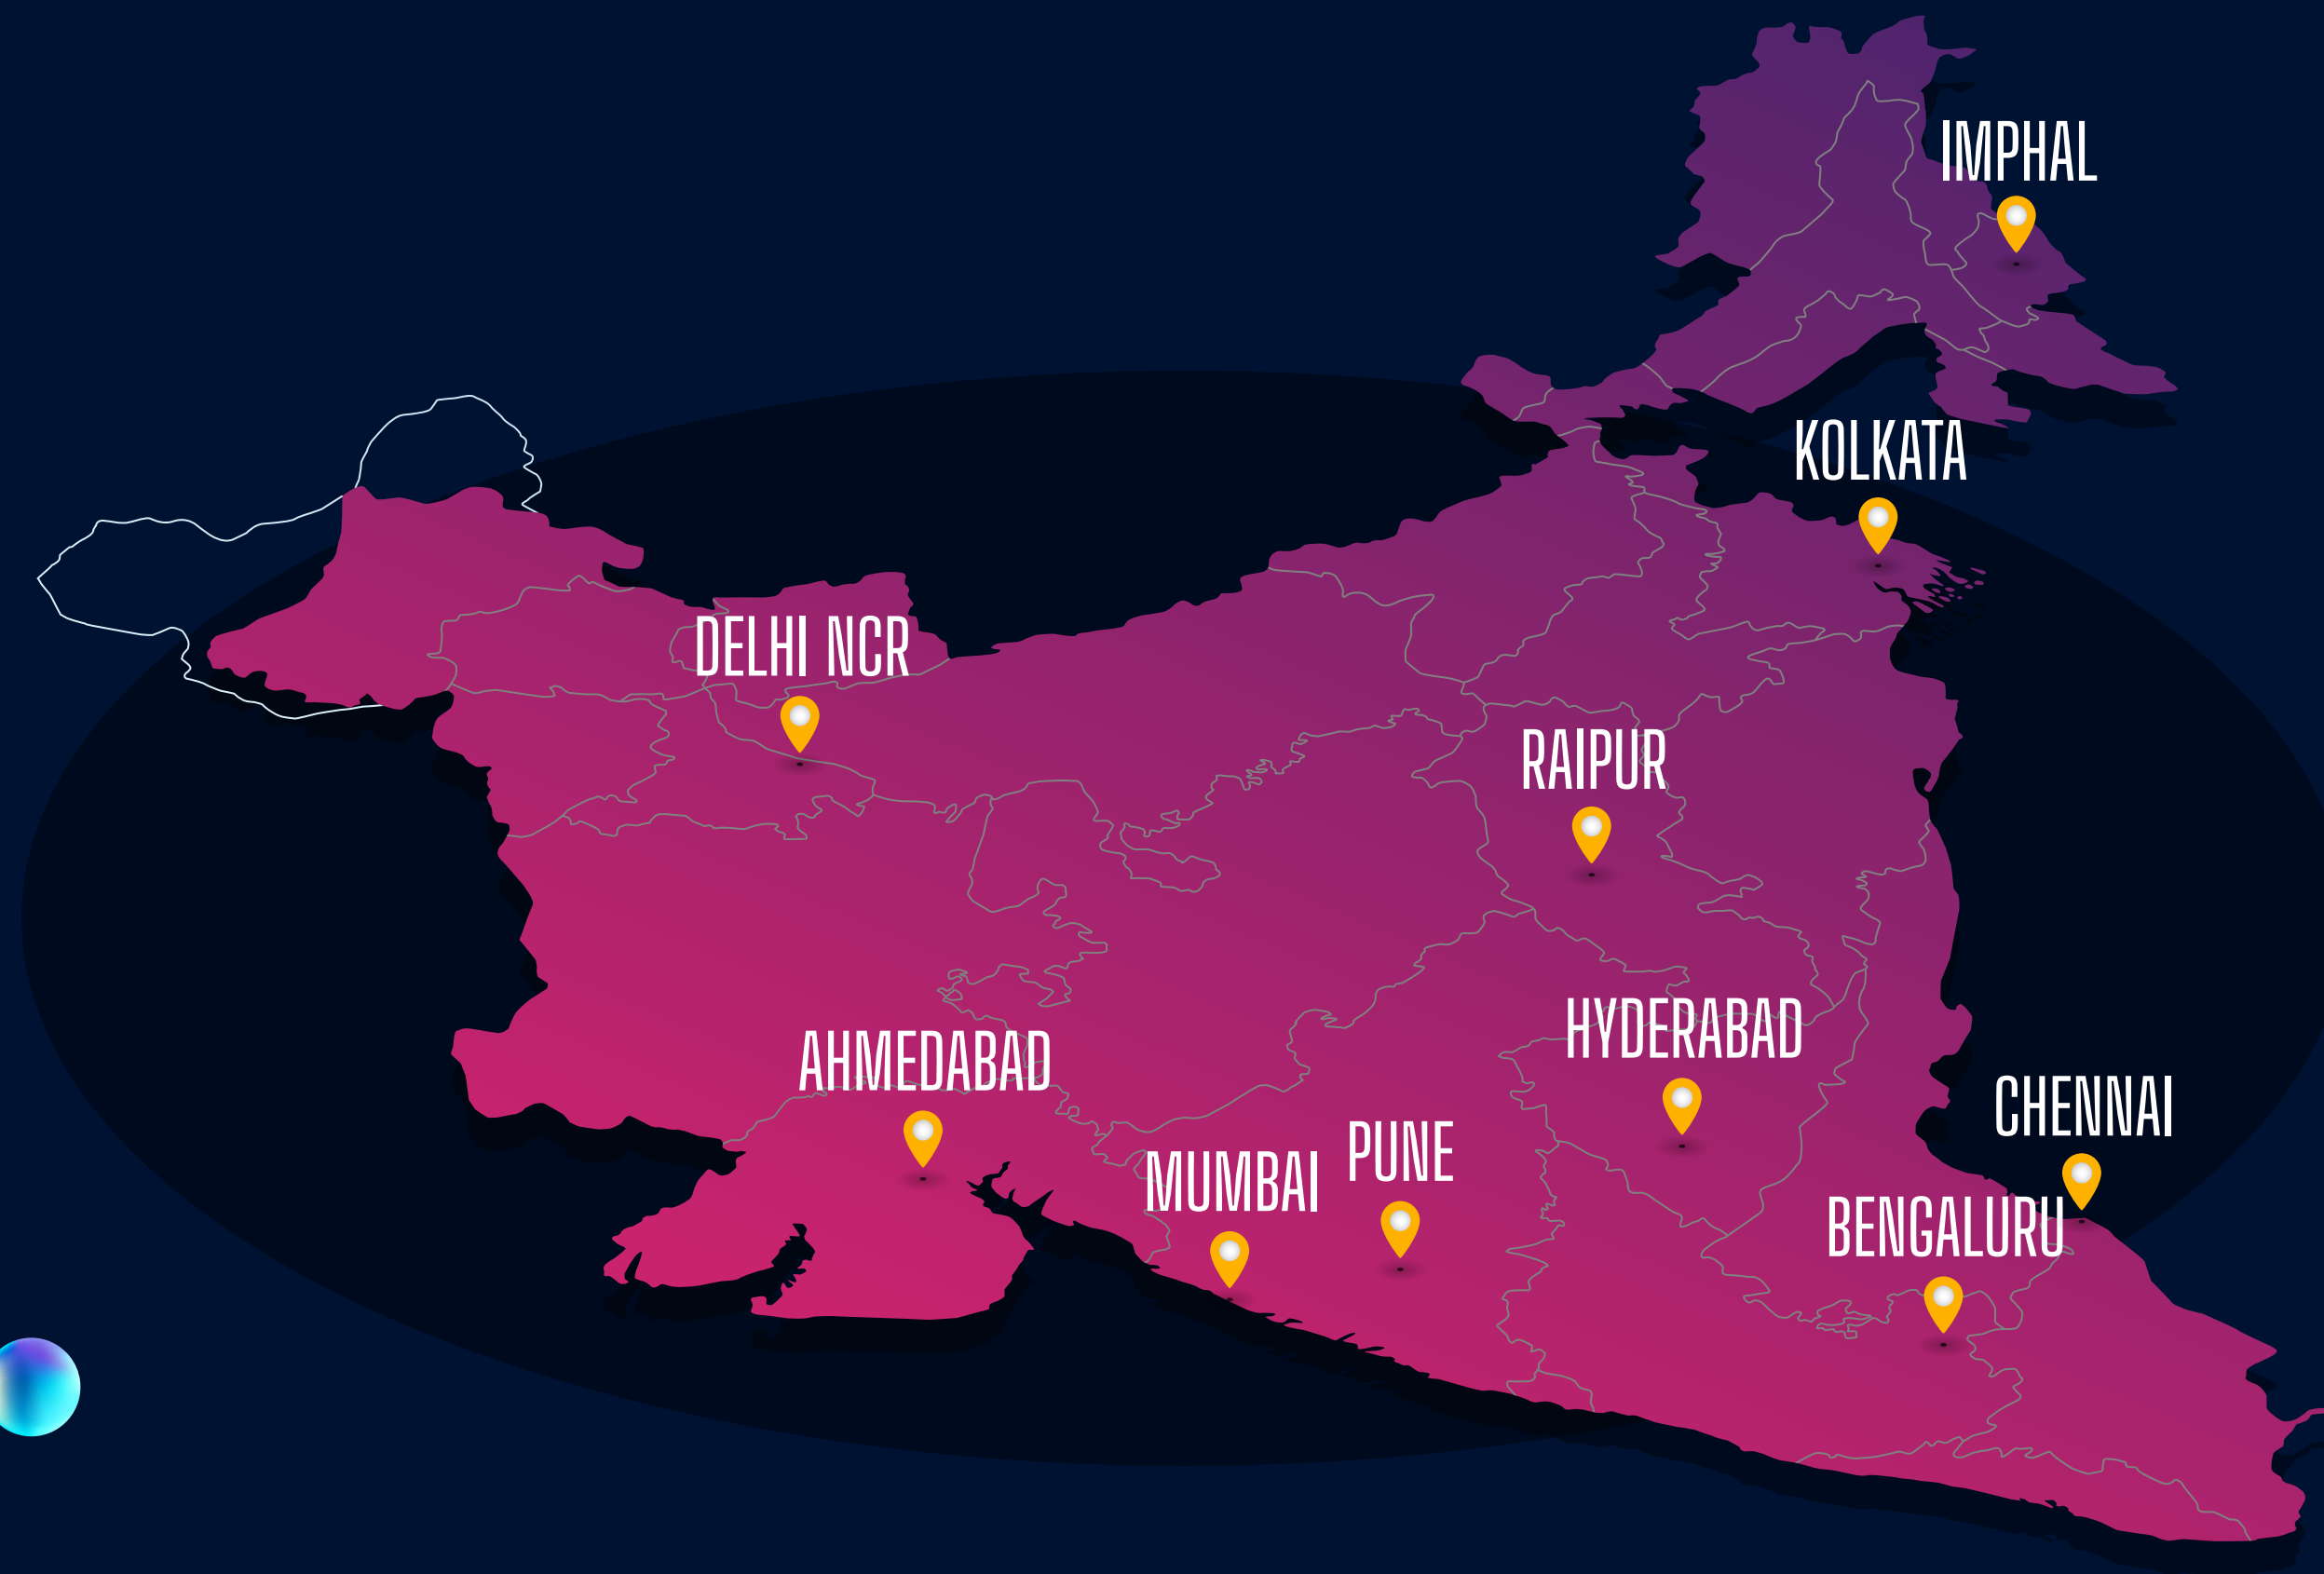 IMPHAL
KOLKATA
DELHI NCR
RAIPUR
HYDERABAD
AHMEDABAD
CHENNAI
PUNE
MUMBAI
BENGALURU